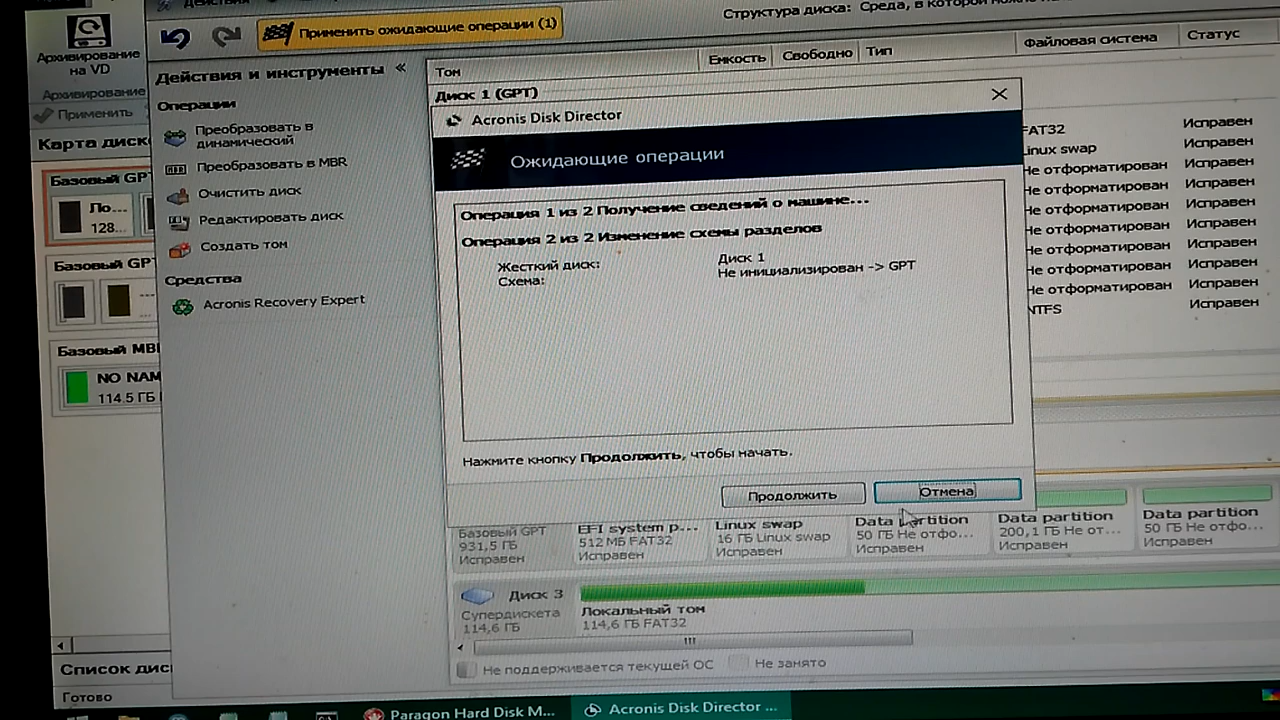 Применить ожидающие операции (1)
Структура диска:
Архивирование
на VD
Архивирование
Применить
Карта диск
Базовый GP
Ло...
128...
Базовый GP
Базовый MB
NO NAM
114.5 ГБ
Список дис
Готово
Действия и инструменты «
Операции
Преобразовать в
динамический
Преобразовать в MBR
Очистить диск
Редактировать диск
Создать том
Средства
Acronis Recovery Expert
Том
Емкость
Свободно
Тип
Файловая система
Статус
Диск 1 (GPT)
FAT32
Исправен
Linux swap
Исправен
Не отформатирован
Исправен
Не отформатирован
Исправен
Не отформатирован
Исправен
Не отформатирован
Исправен
Не отформатирован
Исправен
Не отформатирован
Исправен
Не отформатирован
Исправен
NTFS
Исправен
Acronis Disk Director
Ожидающие операции
Операция 1 из 2 Получение сведений о машине...
Операция 2 из 2 Изменение схемы разделов
Жесткий диск:
Диск 1
Схема:
Не инициализирован -> GPT
Нажмите кнопку Продолжить, чтобы начать.
Продолжить
Отмена
Базовый GPT
931,5 ГБ
Исправен
EFI system p...
512 МБ FAT32
Исправен
Linux swap
16 ГБ Linux swap
Исправен
Data partition
50 ГБ Не отфо...
Исправен
Data partition
200,1 ГБ Не от...
Исправен
Data partition
50 ГБ Не отфо...
Исправен
Диск 3
Супердискета
114,6 ГБ
Локальный том
114,6 ГБ FAT32
Не поддерживается текущей ОС
Не занято
Paragon Hard Disk M...
Acronis Disk Director ...